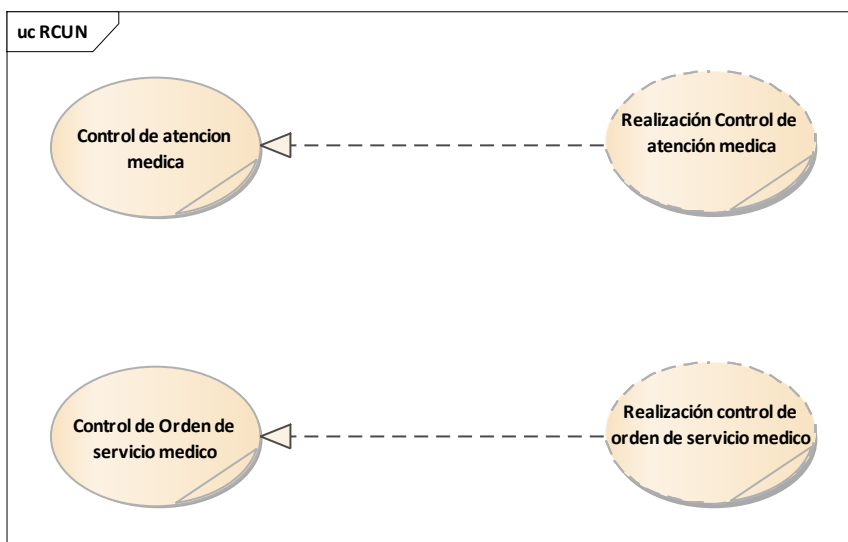 uc RCUN
Control de atencion
medica
Realización Control de
atención medica
Control de Orden de
servicio medico
Realización control de
orden de servicio medico